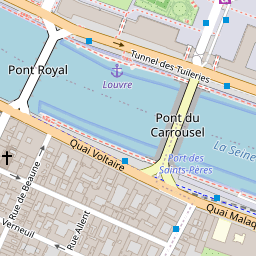 Tunnel des Tuileries
Pont Royal
Louvre
Pont du
Carrousel
La Seine
Quai Voltaire
Port des
Saints-Pères
Rue de Beaune
Quai Malaq
Rue Allent
Verneuil